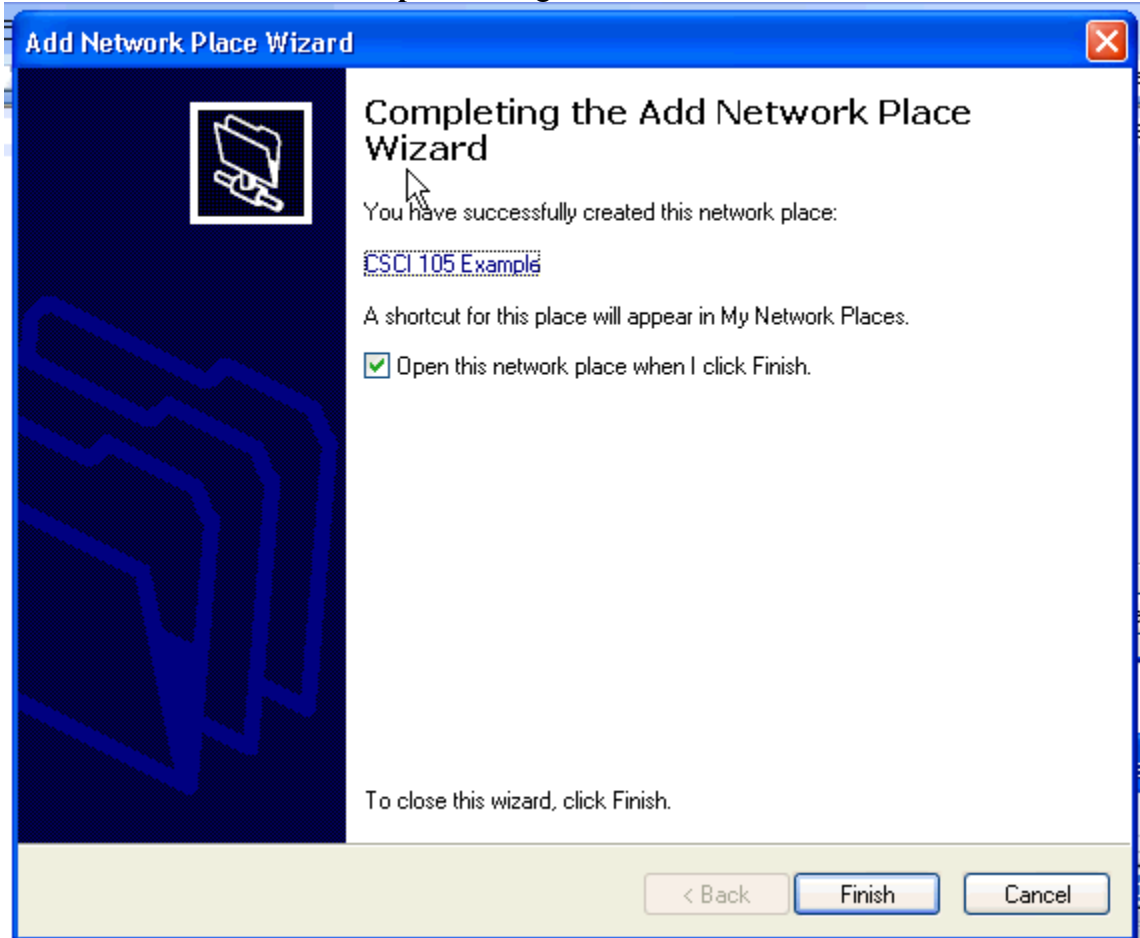 Add Network Place Wizard
Completing the Add Network Place
Wizard
You have successfully created this network place:
CSCI 105 Example
A shortcut for this place will appear in My Network Places.
Open this network place when I click Finish.
To close this wizard, click Finish.
< Back Finish Cancel